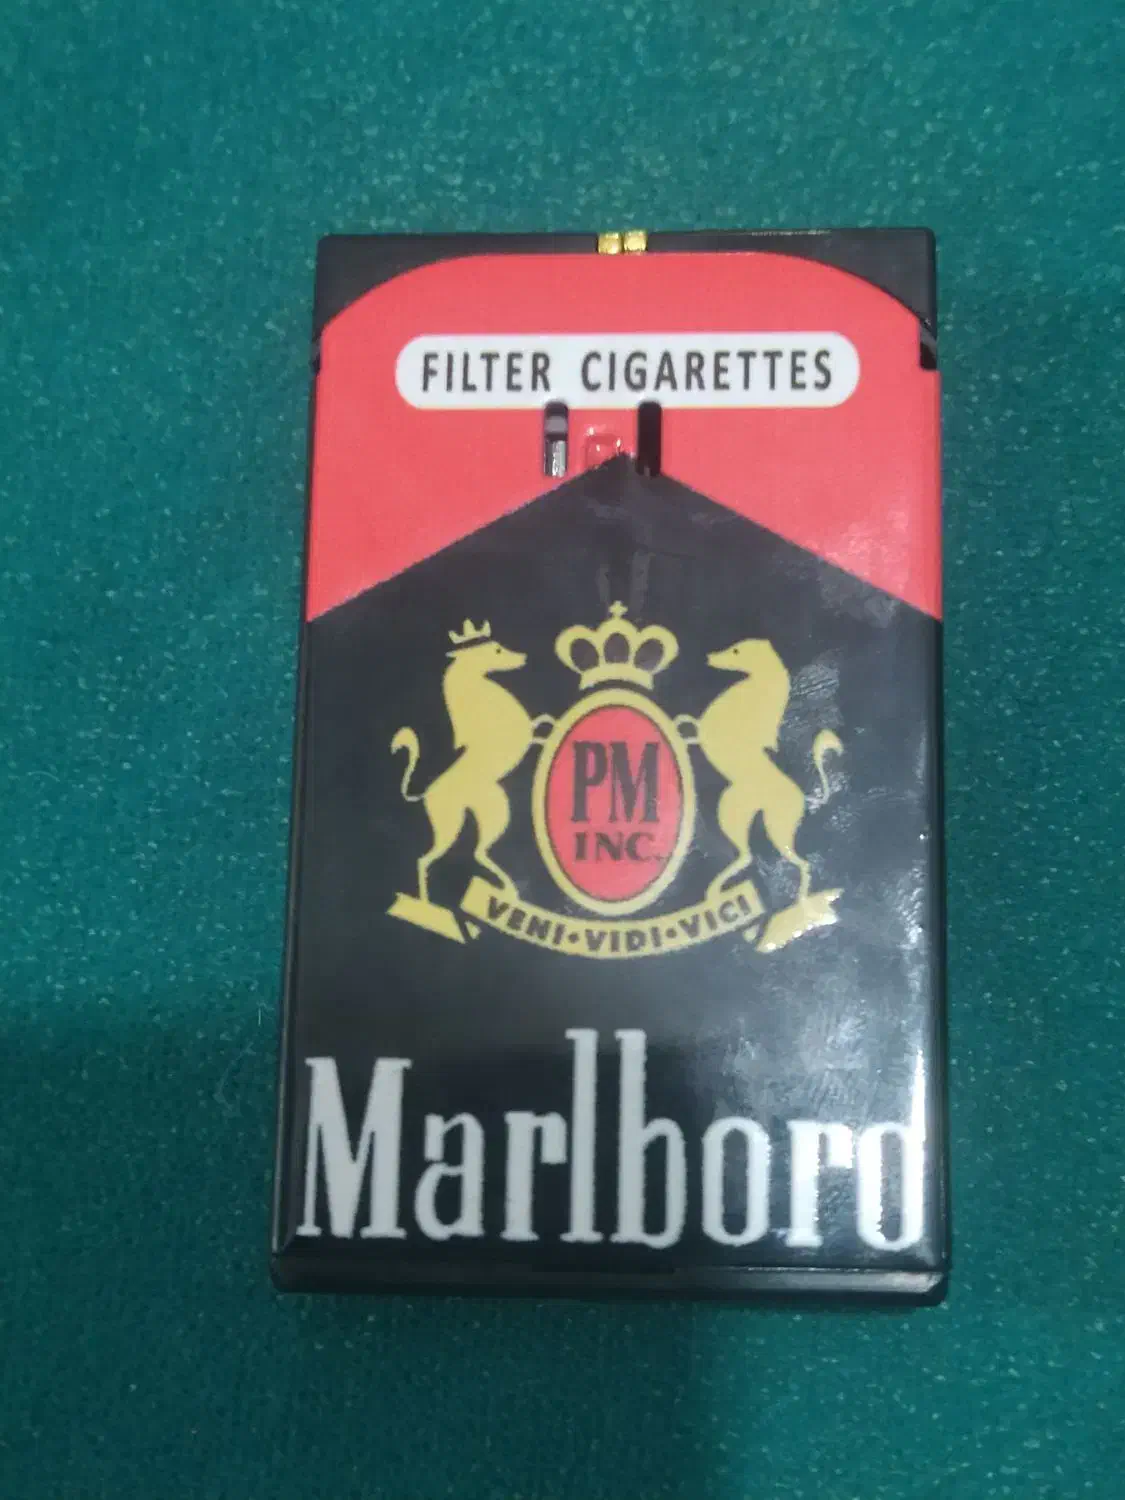 FILTER CIGARETTES
PM
INC.
VENI•VIDI•VICI
Marlboro